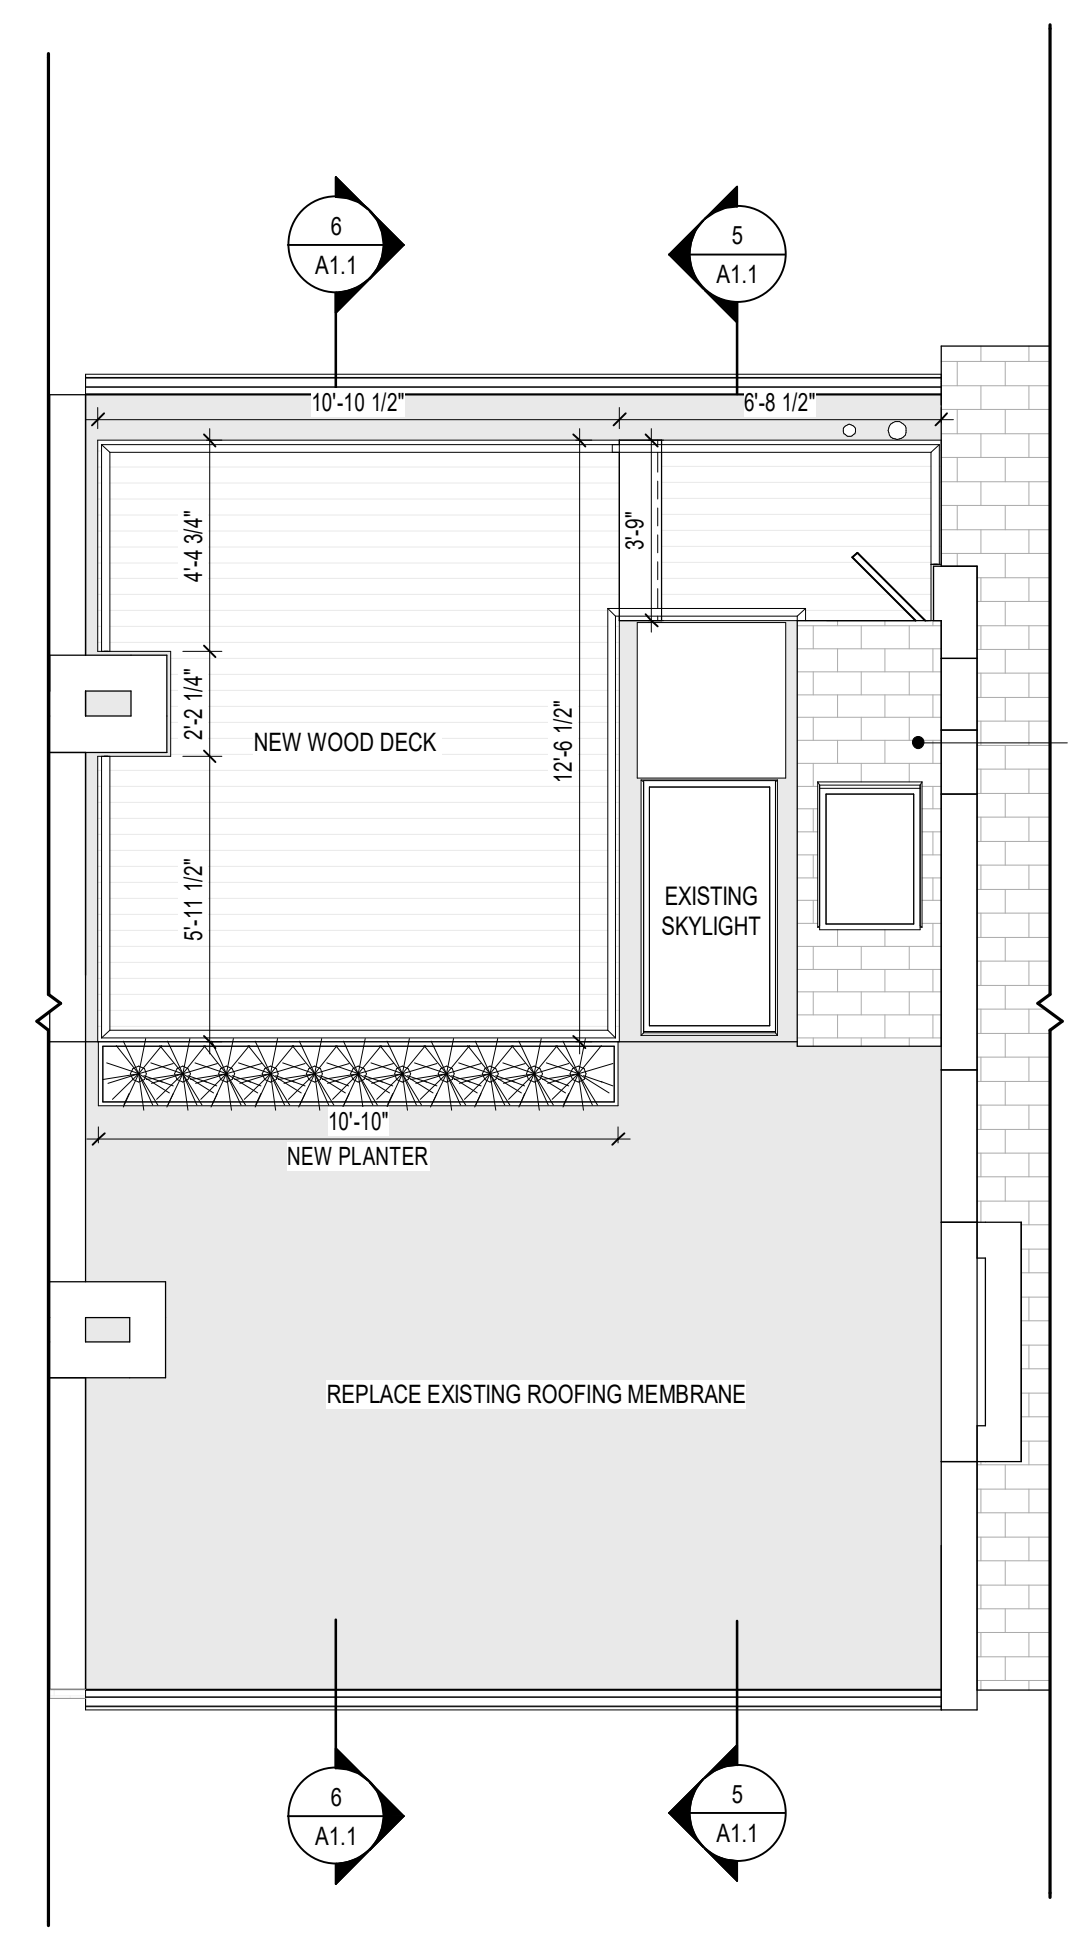 6
A1.1
5
A1.1
10'-10 1/2"
6'-8 1/2"
4'-4 3/4"
3'-9"
2'-2 1/4"
12'-6 1/2"
NEW WOOD DECK
5'-11 1/2"
EXISTING
SKYLIGHT
10'-10"
NEW PLANTER
REPLACE EXISTING ROOFING MEMBRANE
6
A1.1
5
A1.1